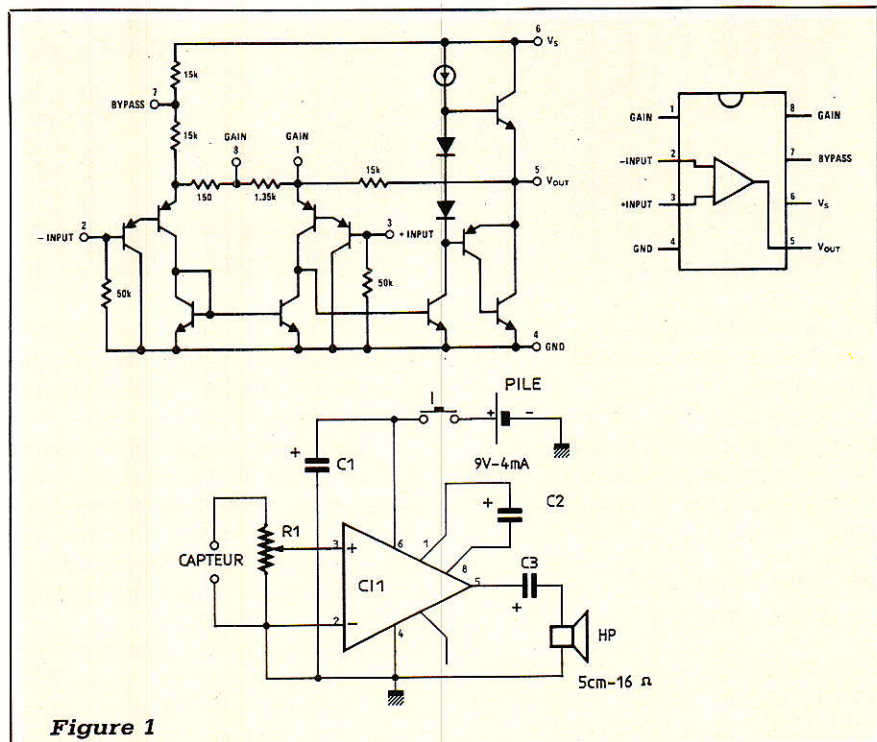 6
Vs
15k
7
BYPASS
15k
GAIN
8
GAIN
1
150
1.35k
15k
5
VOUT
2
- INPUT
3
+ INPUT
50k
50k
4
GND
GAIN
1
8
GAIN
-INPUT
2
7
BYPASS
+INPUT
3
6
Vs
GND
4
5
VOUT
I
PILE
+ -
9V-4mA
+
C1
+
C2
CAPTEUR
R1
3
+
6
1
8
CI1
5
C3
+
2
-
4
HP
5cm-16 Ω
Figure 1